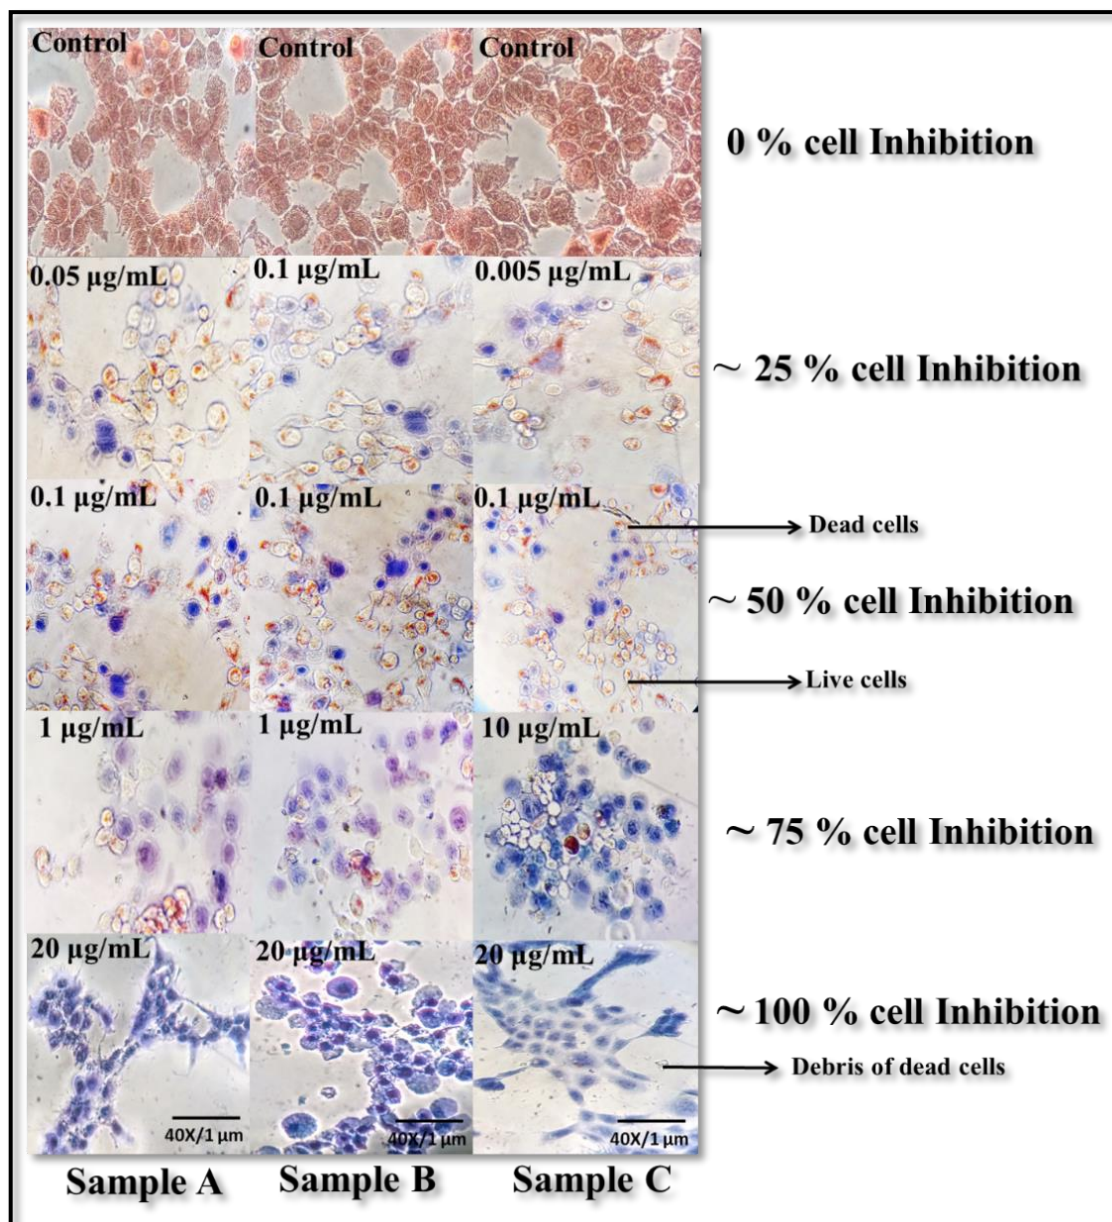 Control
Control
Control
0 % cell Inhibition
0.05 µg/mL
0.1 µg/mL
0.005 µg/mL
~ 25 % cell Inhibition
0.1 µg/mL
0.1 µg/mL
0.1 µg/mL
Dead cells
~ 50 % cell Inhibition
Live cells
1 µg/mL
1 µg/mL
10 µg/mL
~ 75 % cell Inhibition
20 µg/mL
20 µg/mL
20 µg/mL
~ 100 % cell Inhibition
Debris of dead cells
40X/1 µm
40X/1 µm
40X/1 µm
Sample A
Sample B
Sample C